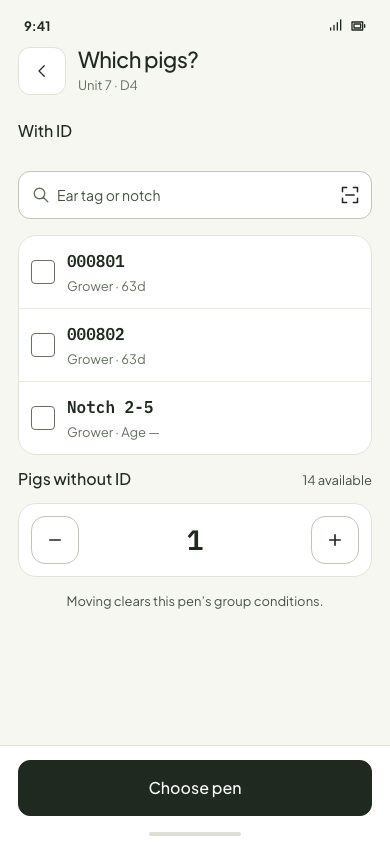 9:41
Which pigs?
Unit 7 · D4
With ID
Ear tag or notch
000801
Grower · 63d
000802
Grower · 63d
Notch 2-5
Grower · Age —
Pigs without ID
14 available
− 1 +
Moving clears this pen's group conditions.
Choose pen